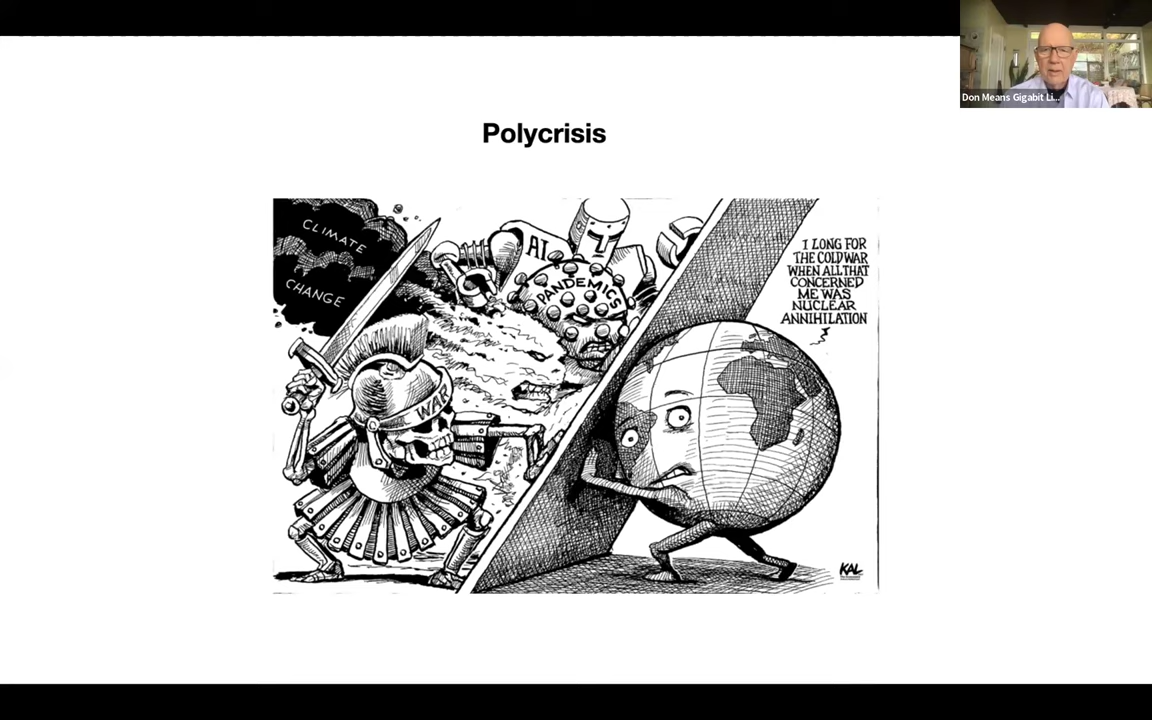 Don Means Gigabit Li...
Polycrisis
CLIMATE
CHANGE
AI
PANDEMICS
WAR
I LONG FOR
THE COLD WAR
WHEN ALL THAT
CONCERNED
ME WAS
NUCLEAR
ANNIHILATION
KAL